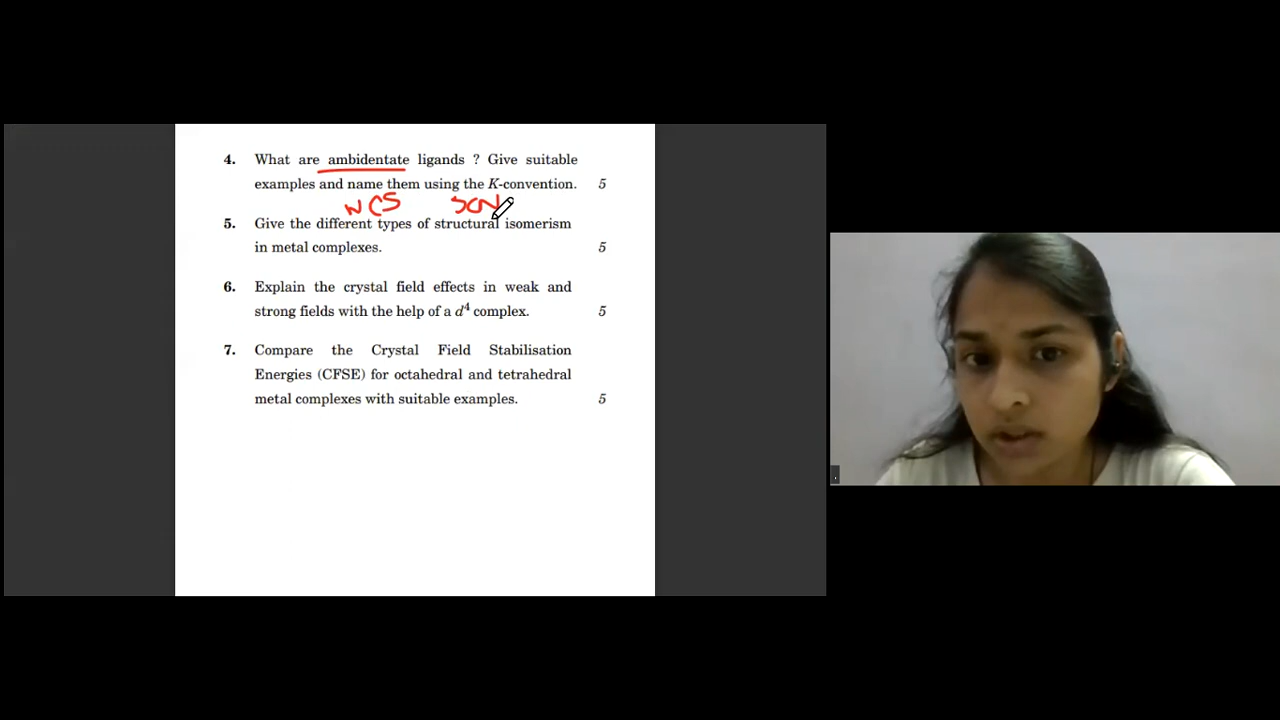 4. What are ambidentate ligands ? Give suitable
examples and name them using the K-convention. 5
NCS SCN
5. Give the different types of structural isomerism
in metal complexes. 5
6. Explain the crystal field effects in weak and
strong fields with the help of a d⁴ complex. 5
7. Compare the Crystal Field Stabilisation
Energies (CFSE) for octahedral and tetrahedral
metal complexes with suitable examples. 5